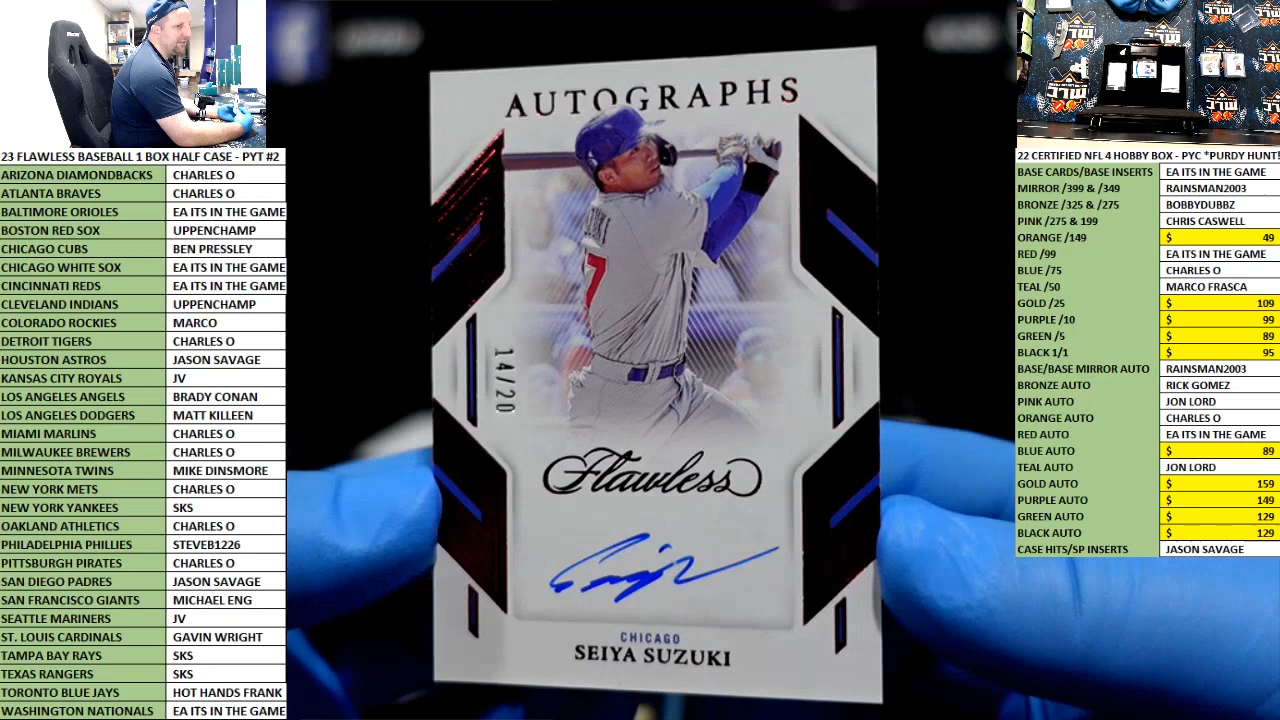 23 FLAWLESS BASEBALL 1 BOX HALF CASE - PYT #2
ARIZONA DIAMONDBACKS CHARLES O
ATLANTA BRAVES CHARLES O
BALTIMORE ORIOLES EA ITS IN THE GAME
BOSTON RED SOX UPPENCHAMP
CHICAGO CUBS BEN PRESSLEY
CHICAGO WHITE SOX EA ITS IN THE GAME
CINCINNATI REDS EA ITS IN THE GAME
CLEVELAND INDIANS UPPENCHAMP
COLORADO ROCKIES MARCO
DETROIT TIGERS CHARLES O
HOUSTON ASTROS JASON SAVAGE
KANSAS CITY ROYALS JV
LOS ANGELES ANGELS BRADY CONAN
LOS ANGELES DODGERS MATT KILLEEN
MIAMI MARLINS CHARLES O
MILWAUKEE BREWERS CHARLES O
MINNESOTA TWINS MIKE DINSMORE
NEW YORK METS CHARLES O
NEW YORK YANKEES SKS
OAKLAND ATHLETICS CHARLES O
PHILADELPHIA PHILLIES STEVEB1226
PITTSBURGH PIRATES CHARLES O
SAN DIEGO PADRES JASON SAVAGE
SAN FRANCISCO GIANTS MICHAEL ENG
SEATTLE MARINERS JV
ST. LOUIS CARDINALS GAVIN WRIGHT
TAMPA BAY RAYS SKS
TEXAS RANGERS SKS
TORONTO BLUE JAYS HOT HANDS FRANK
WASHINGTON NATIONALS EA ITS IN THE GAME
AUTOGRAPHS
7
14/20
Flawless
CHICAGO
SEIYA SUZUKI
22 CERTIFIED NFL 4 HOBBY BOX - PYC *PURDY HUNT!
BASE CARDS/BASE INSERTS EA ITS IN THE GAME
MIRROR /399 & /349 RAINSMAN2003
BRONZE /325 & /275 BOBBYDUBBZ
PINK /275 & 199 CHRIS CASWELL
ORANGE /149 $ 49
RED /99 EA ITS IN THE GAME
BLUE /75 CHARLES O
TEAL /50 MARCO FRASCA
GOLD /25 $ 109
PURPLE /10 $ 99
GREEN /5 $ 89
BLACK 1/1 $ 95
BASE/BASE MIRROR AUTO RAINSMAN2003
BRONZE AUTO RICK GOMEZ
PINK AUTO JON LORD
ORANGE AUTO CHARLES O
RED AUTO EA ITS IN THE GAME
BLUE AUTO $ 89
TEAL AUTO JON LORD
GOLD AUTO $ 159
PURPLE AUTO $ 149
GREEN AUTO $ 129
BLACK AUTO $ 129
CASE HITS/SP INSERTS JASON SAVAGE